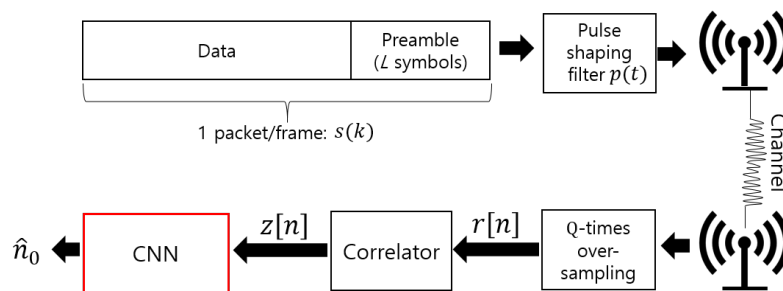 Data
Preamble
(L symbols)
Pulse
shaping
filter p(t)
1 packet/frame: s(k)
Channel
n̂₀
CNN
z[n]
Correlator
r[n]
Q-times
over-
sampling